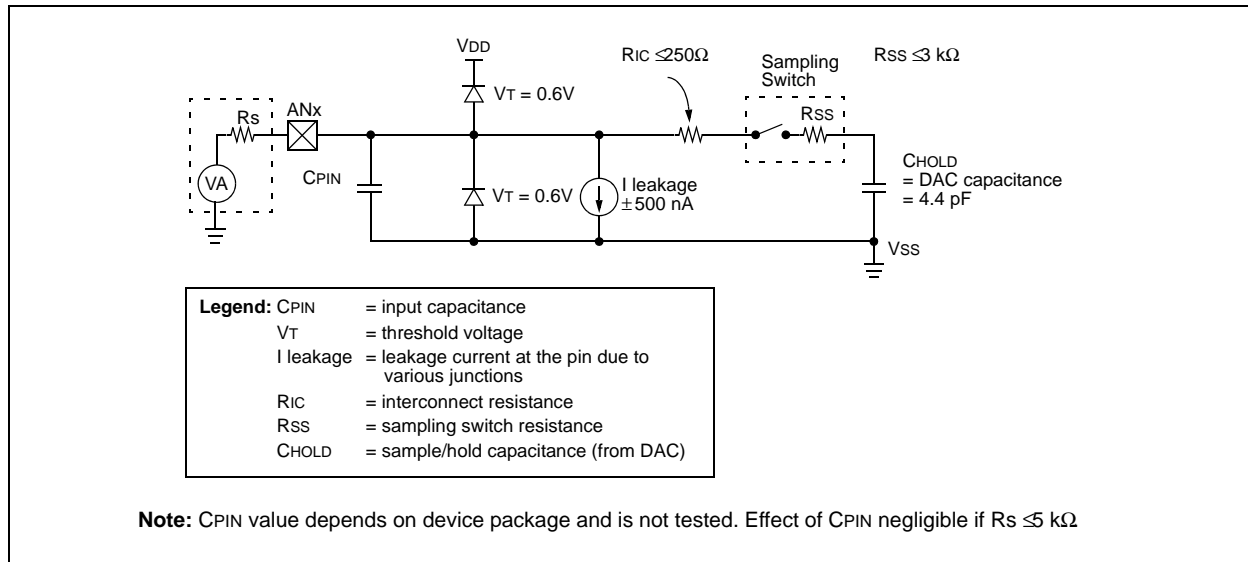 VDD
RIC ≤250Ω
Sampling
Switch
RSS ≤3 kΩ
VT = 0.6V
Rs
ANx
RSS
VA
CPIN
VT = 0.6V
I leakage
±500 nA
CHOLD
= DAC capacitance
= 4.4 pF
VSS
Legend: CPIN = input capacitance
VT = threshold voltage
I leakage = leakage current at the pin due to
various junctions
RIC = interconnect resistance
RSS = sampling switch resistance
CHOLD = sample/hold capacitance (from DAC)
Note: CPIN value depends on device package and is not tested. Effect of CPIN negligible if Rs ≤5 kΩ